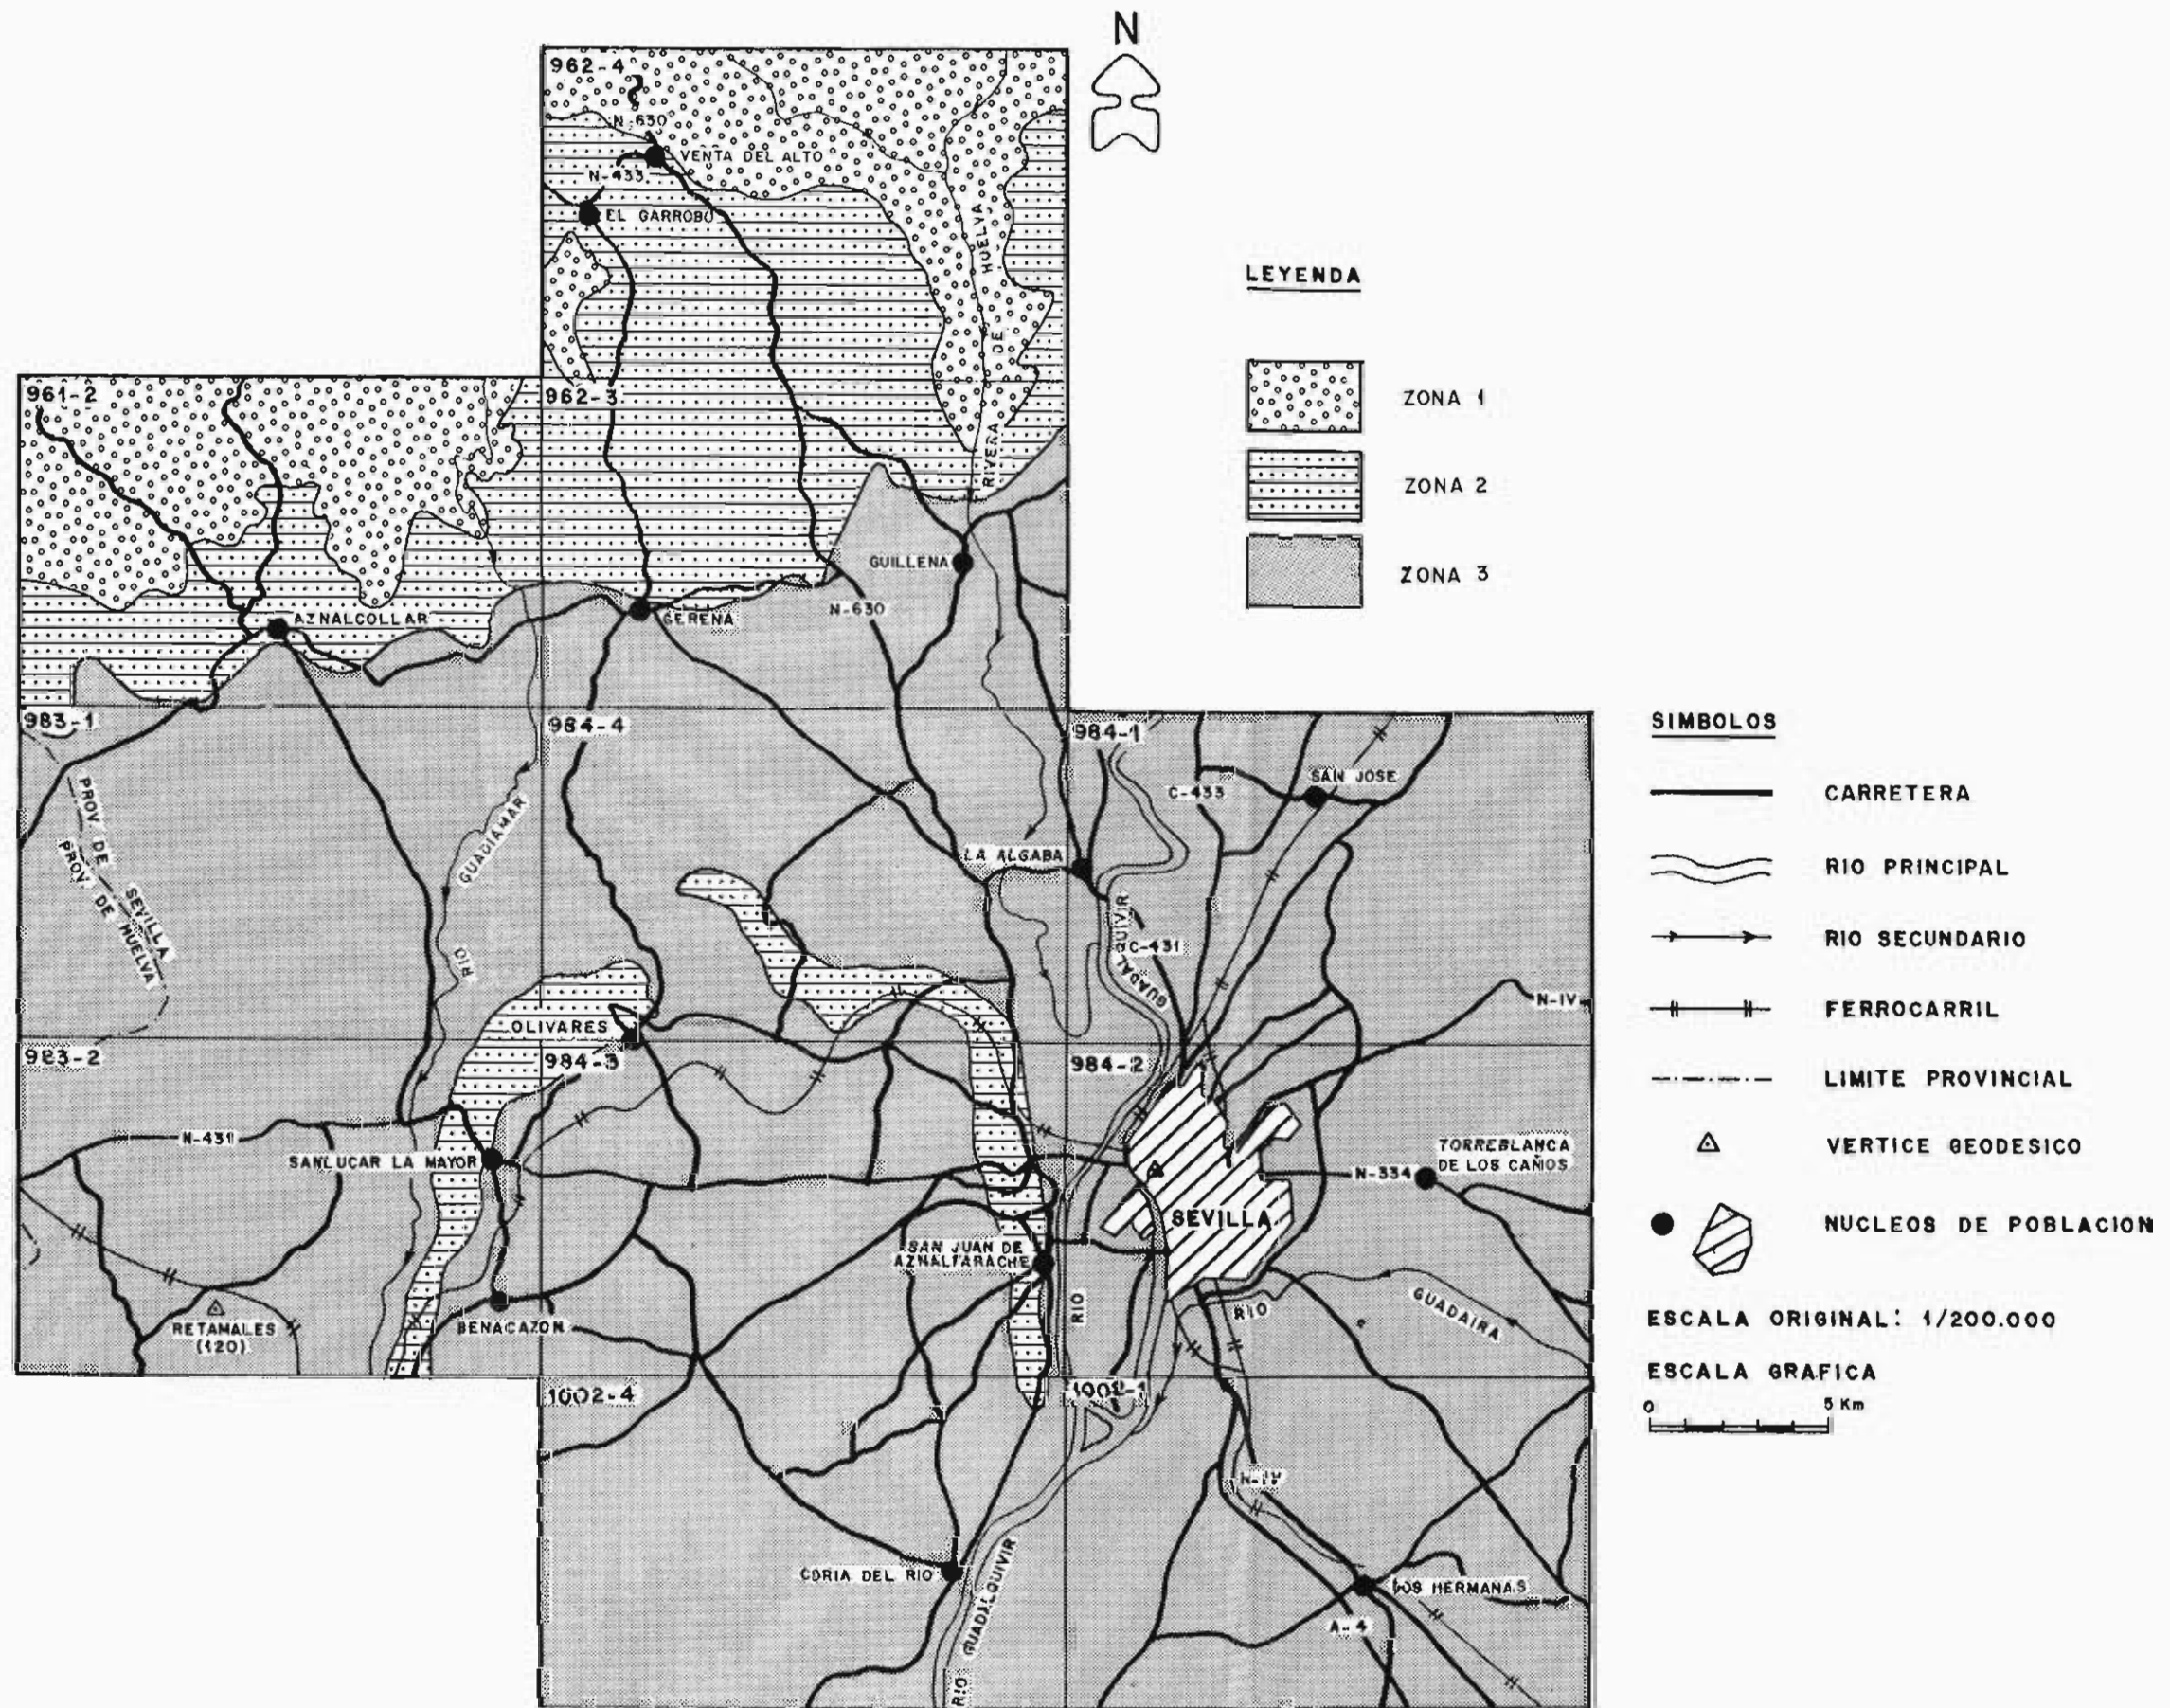 N
962-4
N-630
VENTA DEL ALTO
N-433
EL GARROBO
RIVERA DE HUELVA
961-2
962-3
GUILLENA
N-630
AZNALCOLLAR
GERENA
983-1
984-4
984-1
PROV. DE SEVILLA
PROV. DE HUELVA
RIO GUADIAMAR
SAN JOSE
C-433
LA ALGABA
GUADALQUIVIR
C-431
N-IV
OLIVARES
983-2
984-3
984-2
N-431
SANLUCAR LA MAYOR
TORREBLANCA
DE LOS CAÑOS
N-334
SEVILLA
SAN JUAN DE
AZNALFARACHE
RIO
RIO GUADAIRA
RETAMALES
(120)
BENACAZON
1002-4
1002-1
N-IV
CORIA DEL RIO
RIO GUADALQUIVIR
DOS HERMANAS
A-4
LEYENDA
ZONA 1
ZONA 2
ZONA 3
SIMBOLOS
CARRETERA
RIO PRINCIPAL
RIO SECUNDARIO
FERROCARRIL
LIMITE PROVINCIAL
VERTICE GEODESICO
NUCLEOS DE POBLACION
ESCALA ORIGINAL: 1/200.000
ESCALA GRAFICA
0 5 Km